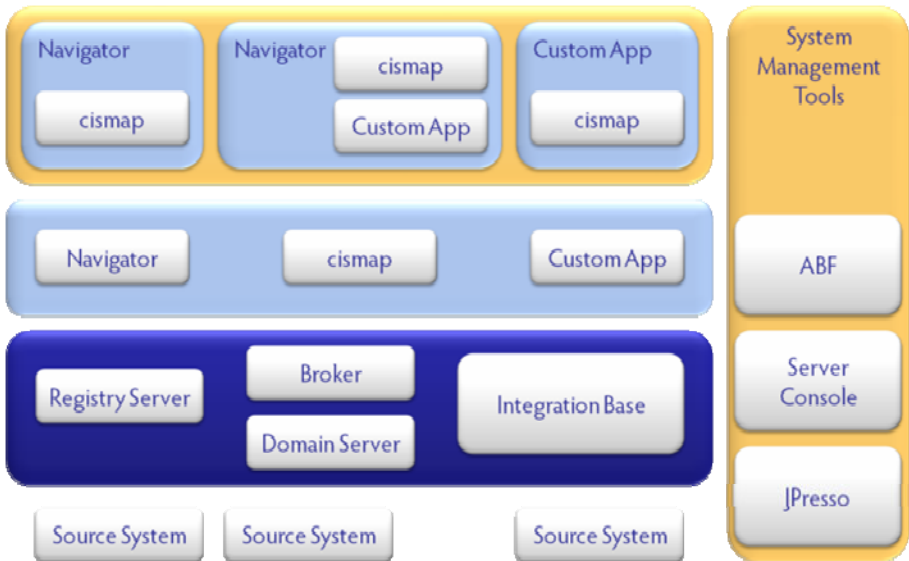 Navigator
cismap
Navigator
cismap
Custom App
Custom App
cismap
Navigator
cismap
Custom App
Registry Server
Broker
Domain Server
Integration Base
Source System
Source System
Source System
System
Management
Tools
ABF
Server
Console
JPresso